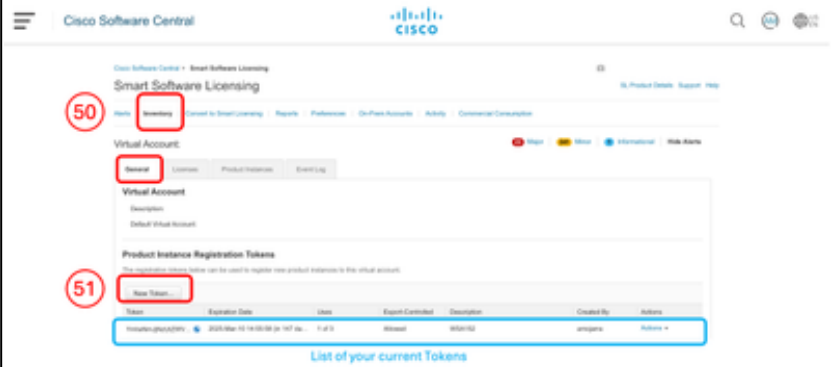 Cisco Software Central
CISCO
Cisco Software Central > Smart Software Licensing
Smart Software Licensing
SL Product Details Support Help
50
Alerts Inventory Convert to Smart Licensing Reports Preferences On-Prem Accounts Activity Commercial Consumption
Virtual Account:
Major Minor Informational Hide Alerts
General Licenses Product Instances Event Log
Virtual Account
Description:
Default Virtual Account:
Product Instance Registration Tokens
The registration tokens below can be used to register new product instances to this virtual account.
51
New Token...
Token Expiration Date Uses Export-Controlled Description Created By Actions
1 of 5 Allowed Actions
List of your current Tokens